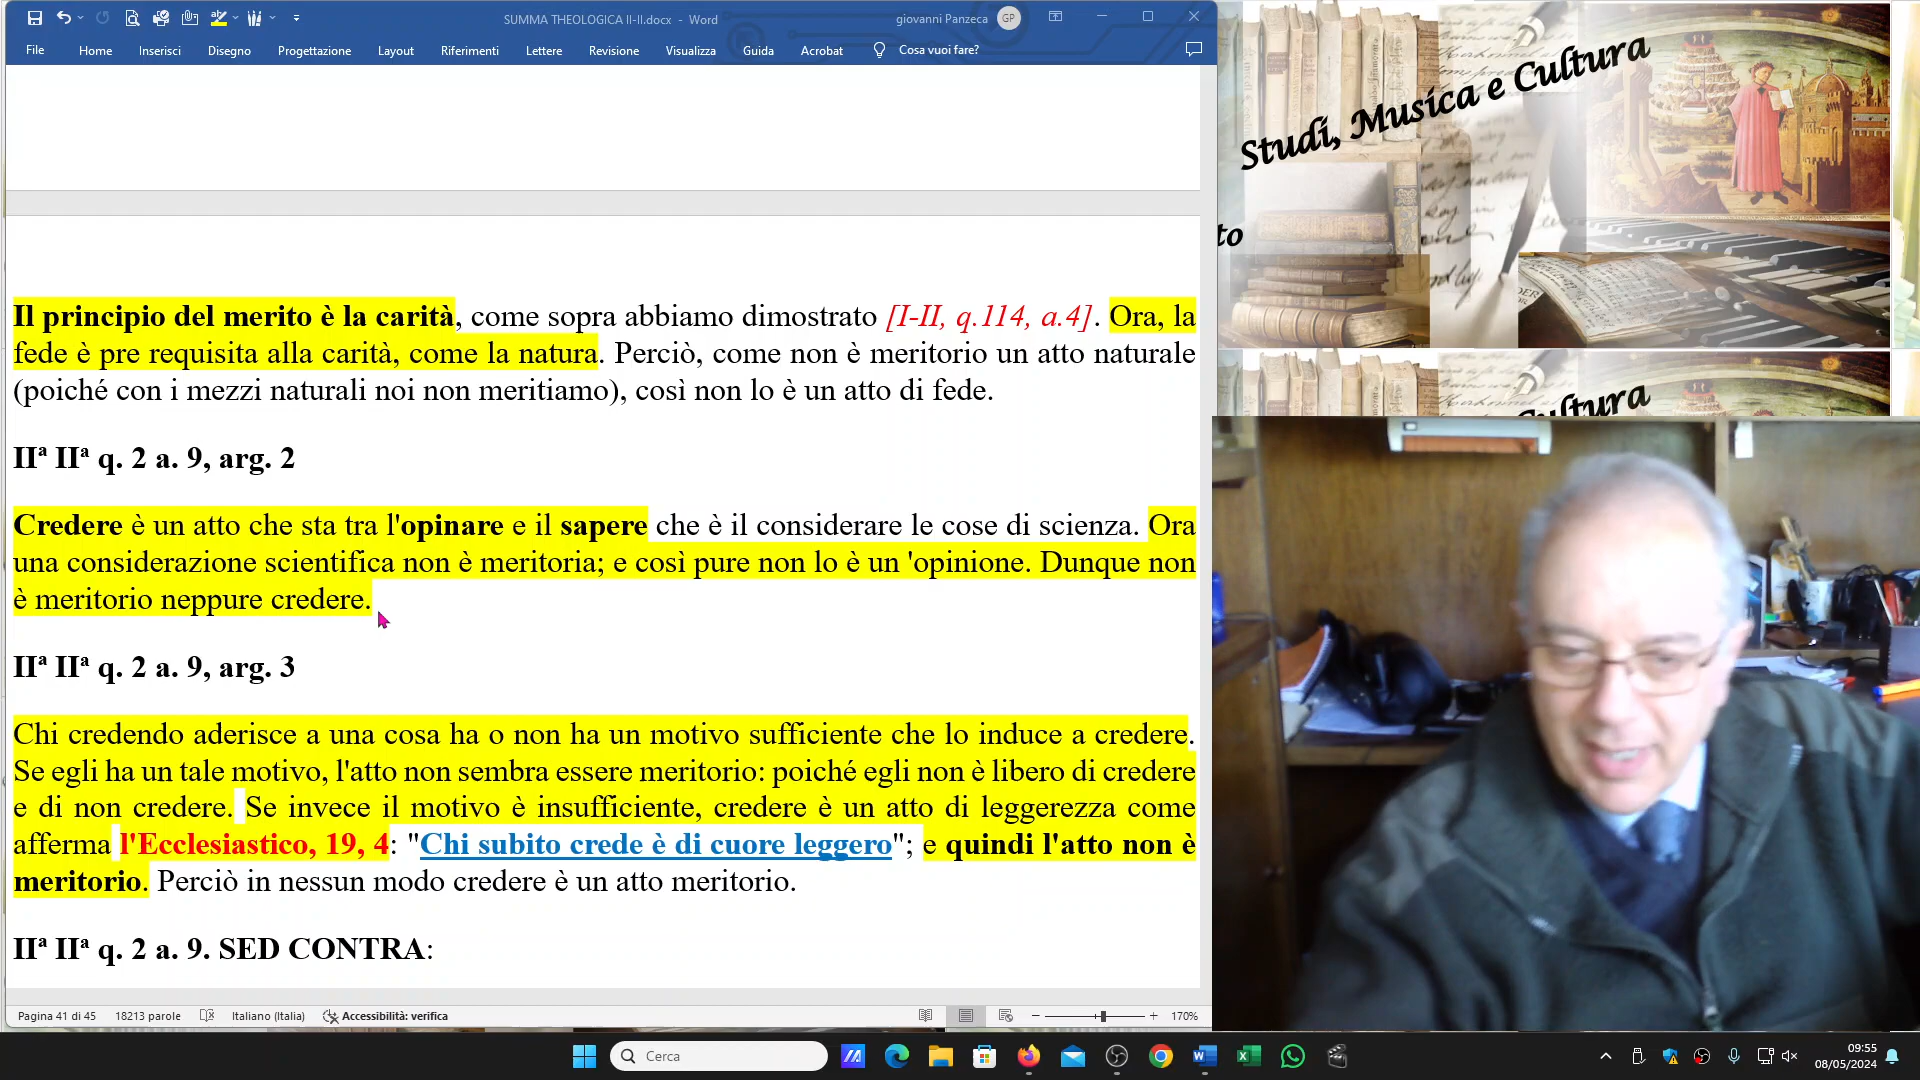 SUMMA THEOLOGICA II-II.docx - Word
giovanni Panzeca
GP
File Home Inserisci Disegno Progettazione Layout Riferimenti Lettere Revisione Visualizza Guida Acrobat Cosa vuoi fare?
Il principio del merito è la carità, come sopra abbiamo dimostrato [I-II, q.114, a.4]. Ora, la
fede è pre requisita alla carità, come la natura. Perciò, come non è meritorio un atto naturale
(poiché con i mezzi naturali noi non meritiamo), così non lo è un atto di fede.
IIª IIª q. 2 a. 9, arg. 2
Credere è un atto che sta tra l'opinare e il sapere che è il considerare le cose di scienza. Ora
una considerazione scientifica non è meritoria; e così pure non lo è un 'opinione. Dunque non
è meritorio neppure credere.
IIª IIª q. 2 a. 9, arg. 3
Chi credendo aderisce a una cosa ha o non ha un motivo sufficiente che lo induce a credere.
Se egli ha un tale motivo, l'atto non sembra essere meritorio: poiché egli non è libero di credere
e di non credere. Se invece il motivo è insufficiente, credere è un atto di leggerezza come
afferma l'Ecclesiastico, 19, 4: "Chi subito crede è di cuore leggero"; e quindi l'atto non è
meritorio. Perciò in nessun modo credere è un atto meritorio.
IIª IIª q. 2 a. 9. SED CONTRA:
Pagina 41 di 45 18213 parole Italiano (Italia) Accessibilità: verifica 170%
Studi, Musica e Cultura
to
Cultura
Cerca
09:55
08/05/2024